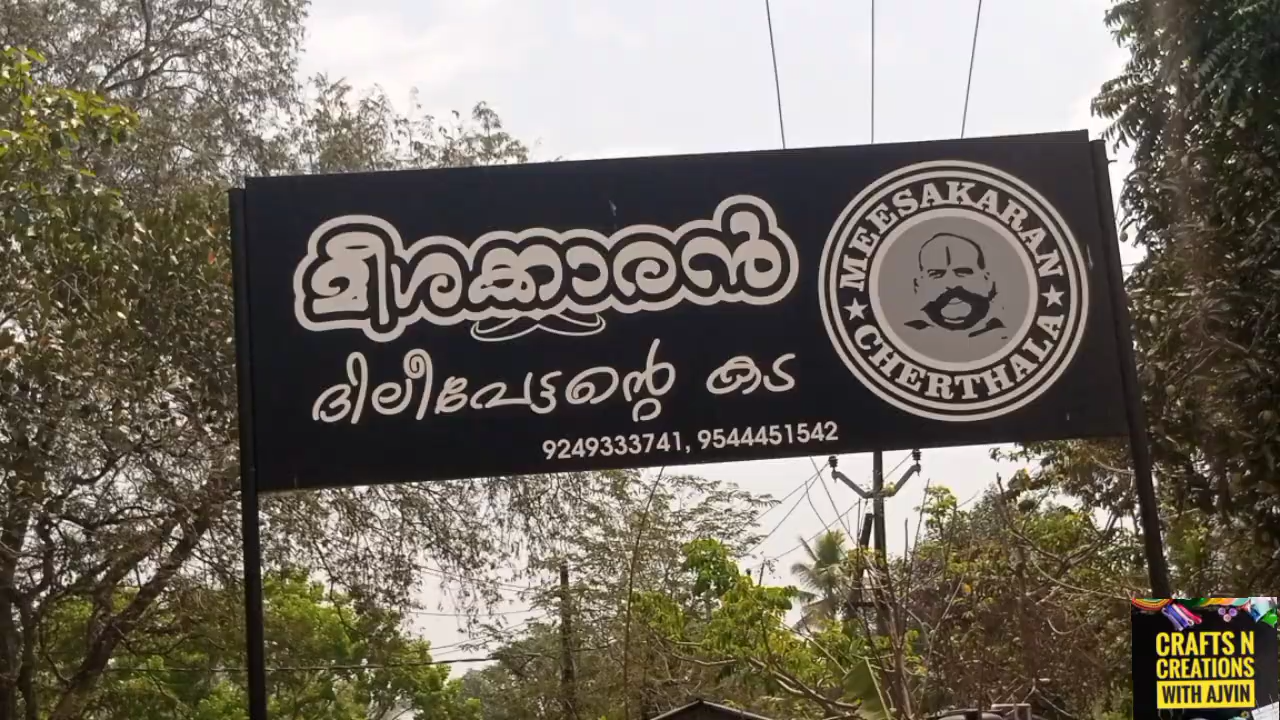 മീശക്കാരൻ
ദിലീപേട്ടന്റെ കട
9249333741, 9544451542
MEESAKARAN
★ CHERTHALA ★
CRAFTS N
CREATIONS
WITH AJVIN